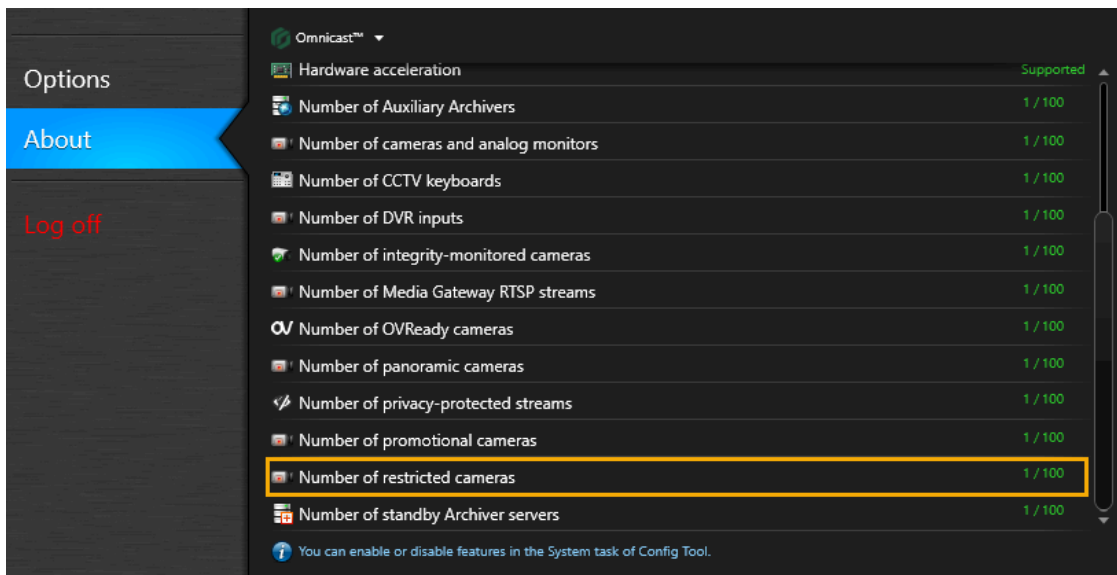 Omnicast™
Options
About
Log off
Hardware acceleration Supported
Number of Auxiliary Archivers 1 / 100
Number of cameras and analog monitors 1 / 100
Number of CCTV keyboards 1 / 100
Number of DVR inputs 1 / 100
Number of integrity-monitored cameras 1 / 100
Number of Media Gateway RTSP streams 1 / 100
OV Number of OVReady cameras 1 / 100
Number of panoramic cameras 1 / 100
Number of privacy-protected streams 1 / 100
Number of promotional cameras 1 / 100
Number of restricted cameras 1 / 100
Number of standby Archiver servers 1 / 100
You can enable or disable features in the System task of Config Tool.